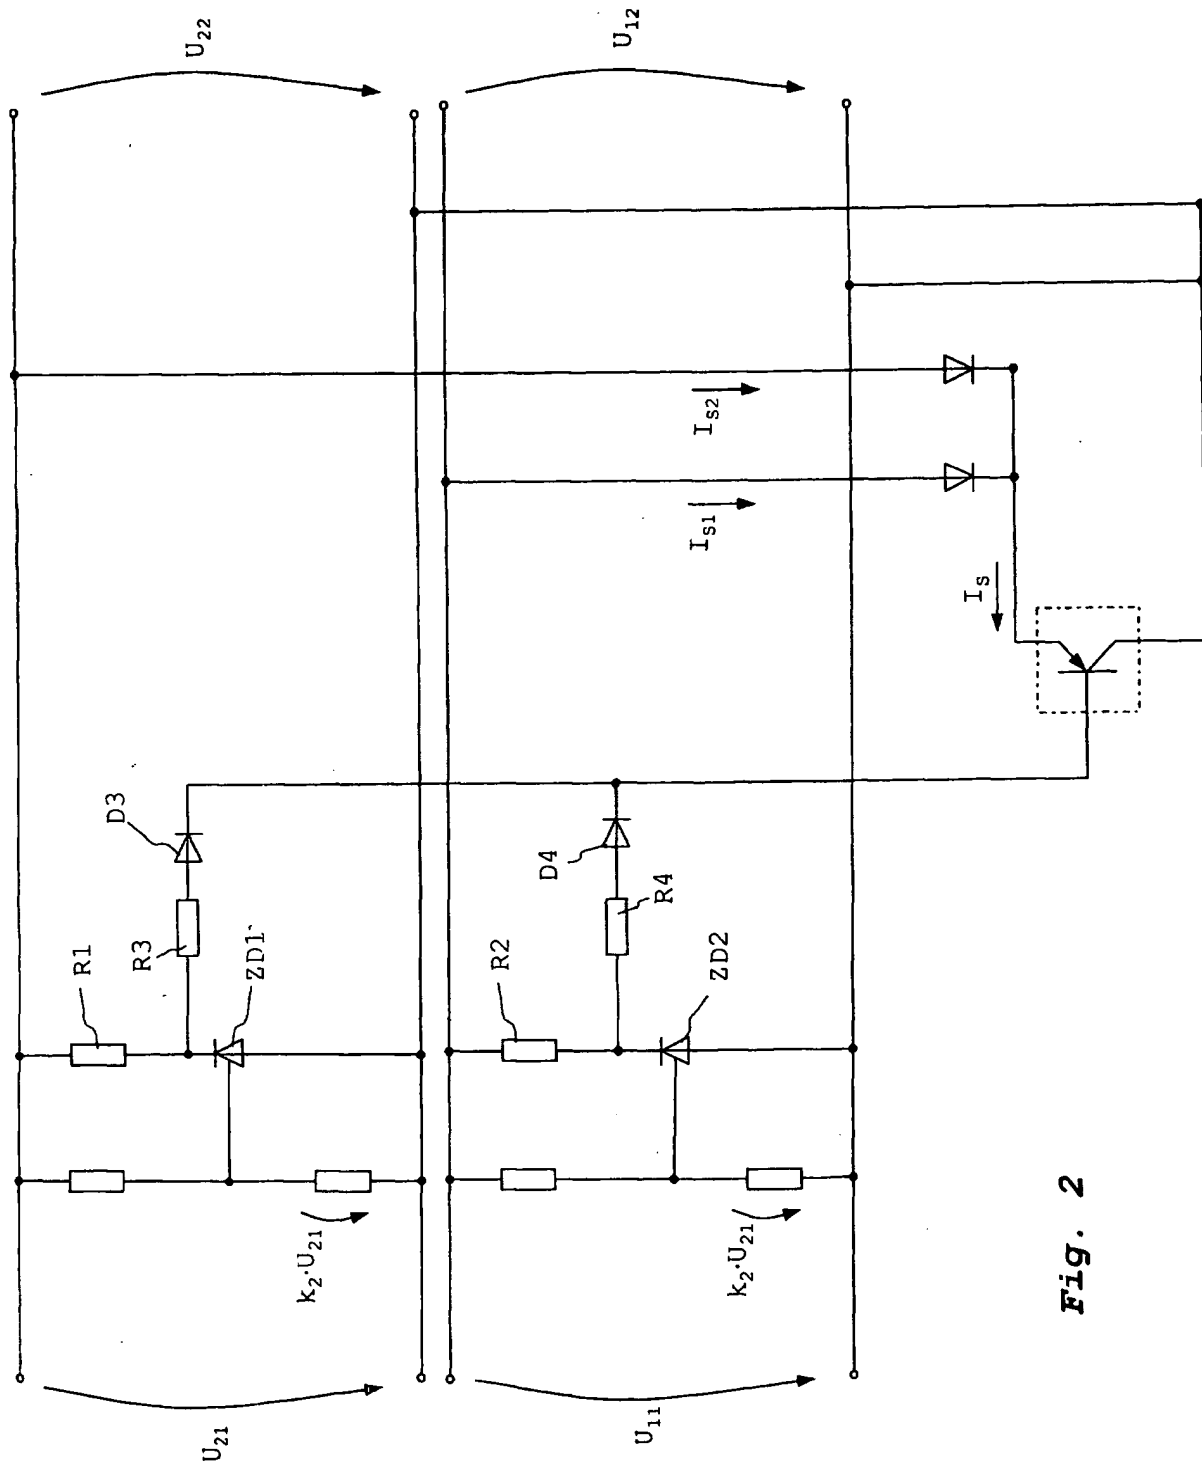 U22
U12
D3
R3
R1
ZD1
D4
R4
R2
ZD2
IS2
IS1
IS
k2·U21
k2·U21
U21
U11
Fig. 2